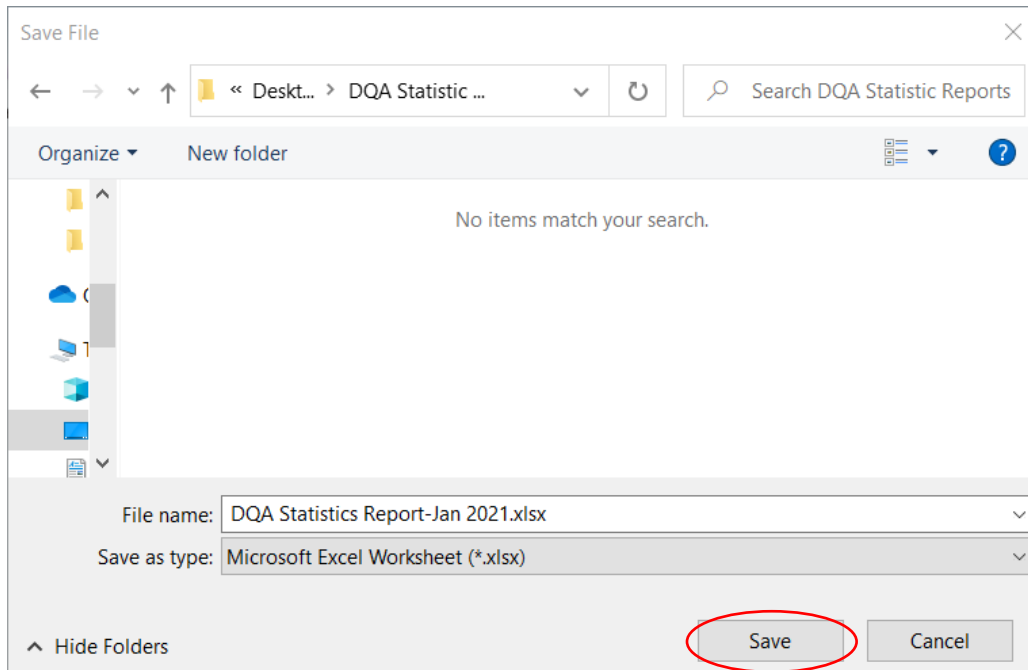 Save File
« Deskt... > DQA Statistic ...
Search DQA Statistic Reports
Organize
New folder
?
No items match your search.
File name: DQA Statistics Report-Jan 2021.xlsx
Save as type: Microsoft Excel Worksheet (*.xlsx)
Hide Folders
Save
Cancel